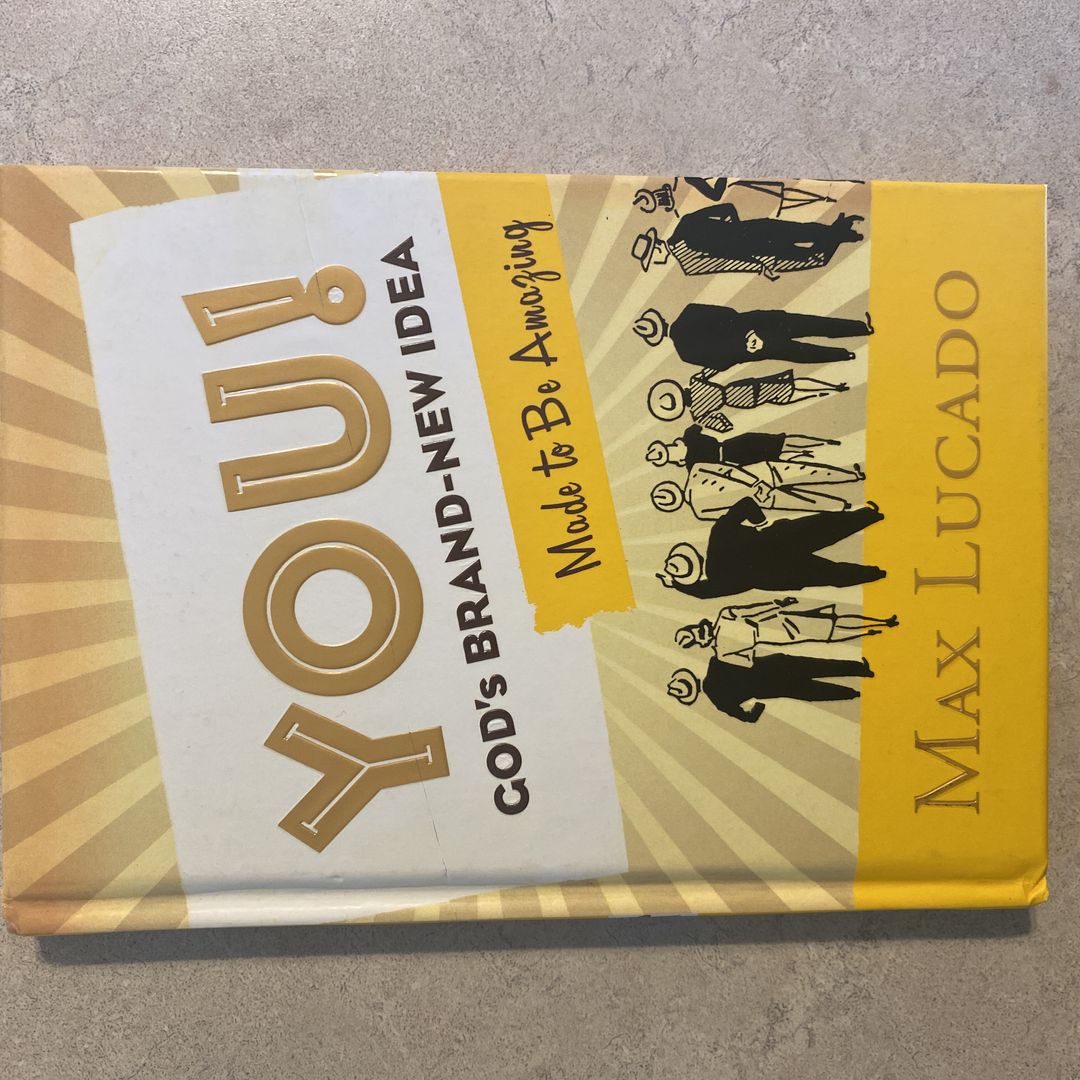 YOU!
GOD's BRAND-NEW IDEA
Made to Be Amazing
MAX LUCADO